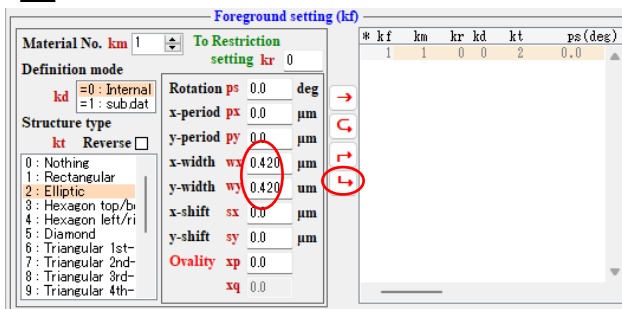 Foreground setting (kf)
Material No. km 1
To Restriction
setting kr 0
Definition mode
kd =0 : Internal
=1 : sub.dat
Structure type
kt Reverse
0 : Nothing
1 : Rectangular
2 : Elliptic
3 : Hexagon top/b
4 : Hexagon left/ri
5 : Diamond
6 : Triangular 1st-
7 : Triangular 2nd-
8 : Triangular 3rd-
9 : Triangular 4th-
Rotation ps 0.0 deg
x-period px 0.0 μm
y-period py 0.0 μm
x-width wx 0.420 μm
y-width wy 0.420 um
x-shift sx 0.0 μm
y-shift sy 0.0 μm
Ovality xp 0.0
xq 0.0
* kf km kr kd kt ps(deg)
1 1 0 0 2 0.0